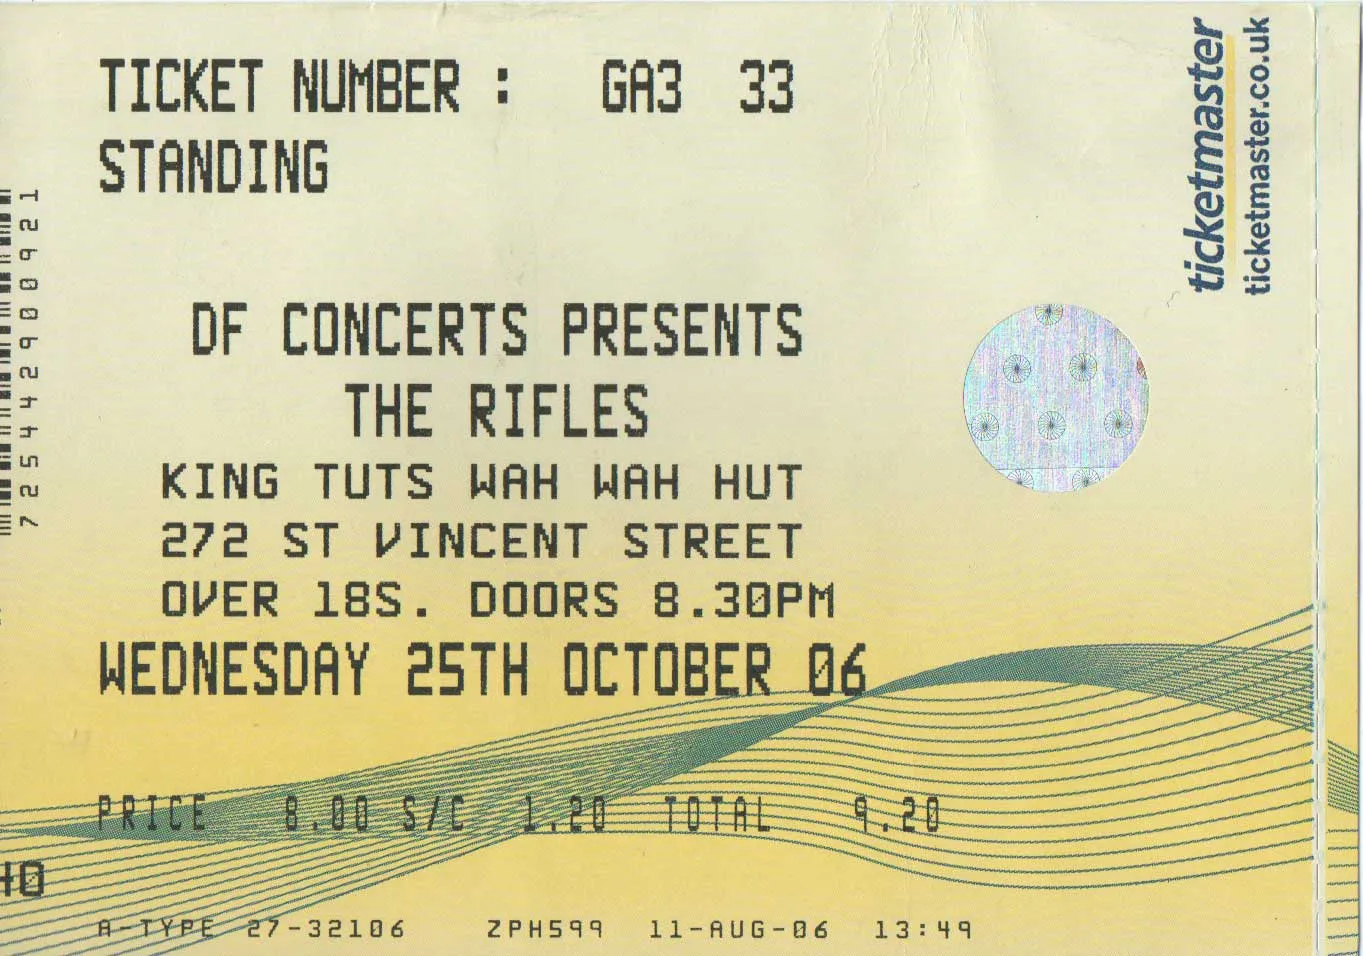 TICKET NUMBER : GA3 33
STANDING
DF CONCERTS PRESENTS
THE RIFLES
KING TUTS WAH WAH HUT
272 ST VINCENT STREET
OVER 18S. DOORS 8.30PM
WEDNESDAY 25TH OCTOBER 06
PRICE 8.00 S/C 1.20 TOTAL 9.20
A-TYPE 27-32106 ZPH599 11-AUG-06 13:49
725442900921
ticketmaster
ticketmaster.co.uk